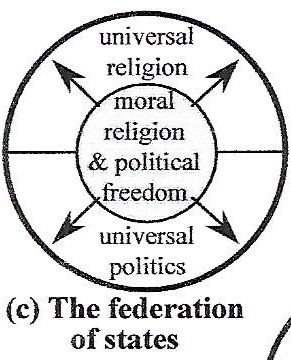 universal
religion
moral
religion
& political
freedom
universal
politics
(c) The federation
of states